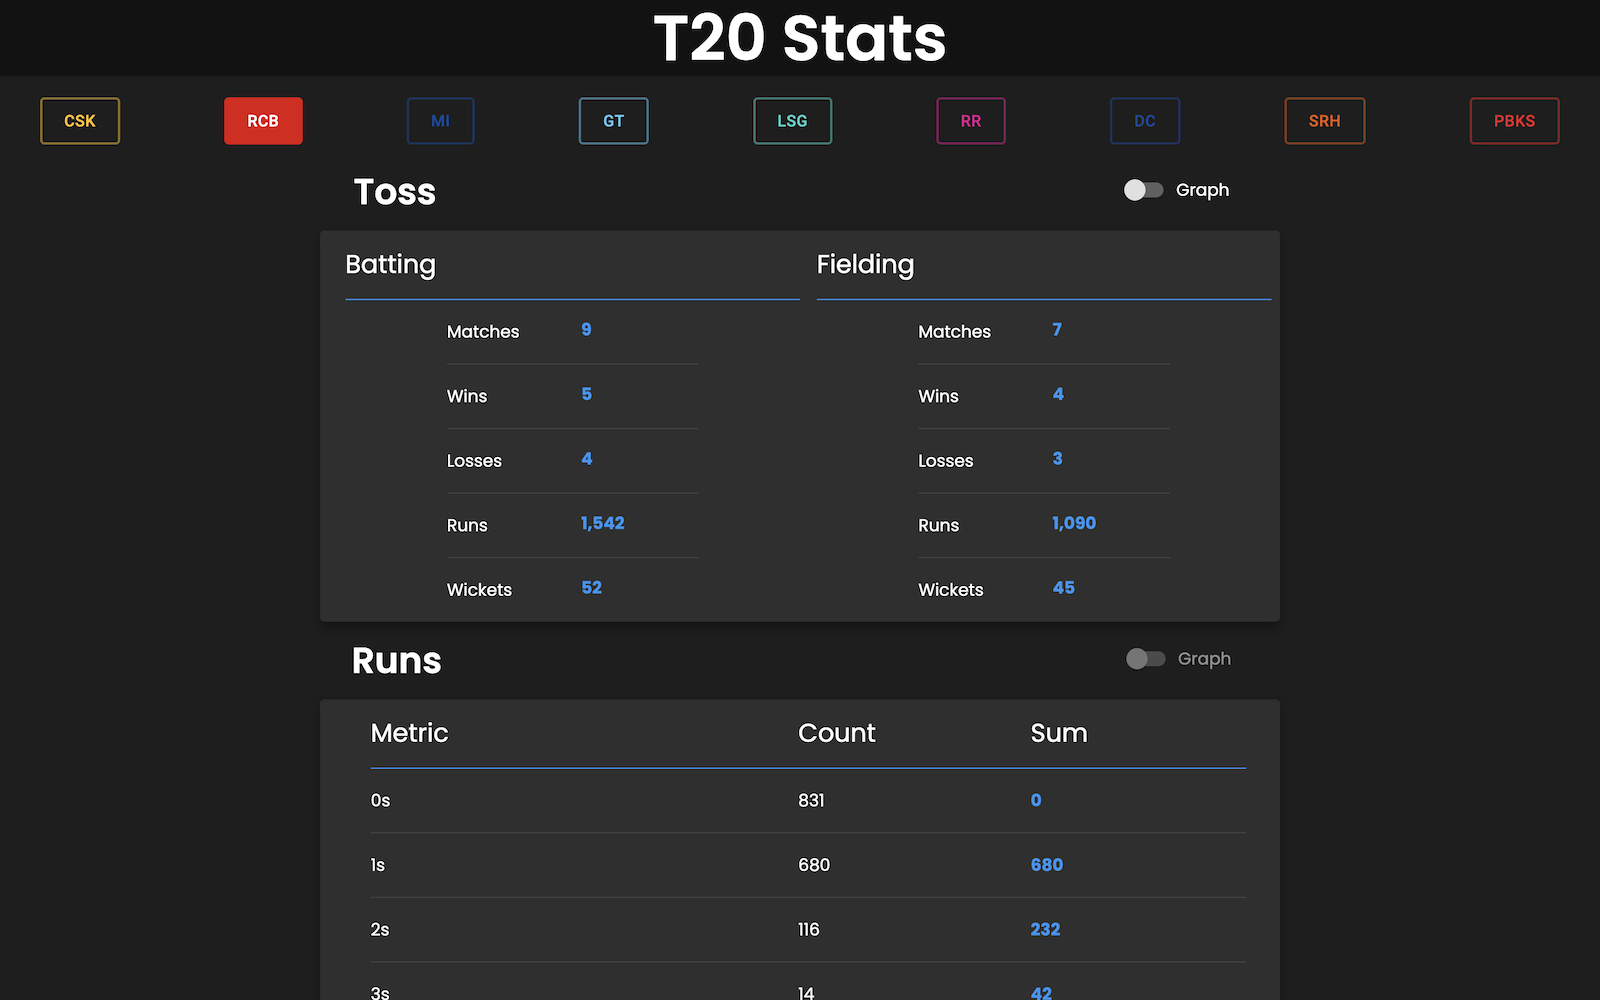 T20 Stats
CSK RCB MI GT LSG RR DC SRH PBKS
Toss Graph
Batting Fielding
Matches 9 Matches 7
Wins 5 Wins 4
Losses 4 Losses 3
Runs 1,542 Runs 1,090
Wickets 52 Wickets 45
Runs Graph
Metric Count Sum
0s 831 0
1s 680 680
2s 116 232
3s 14 42